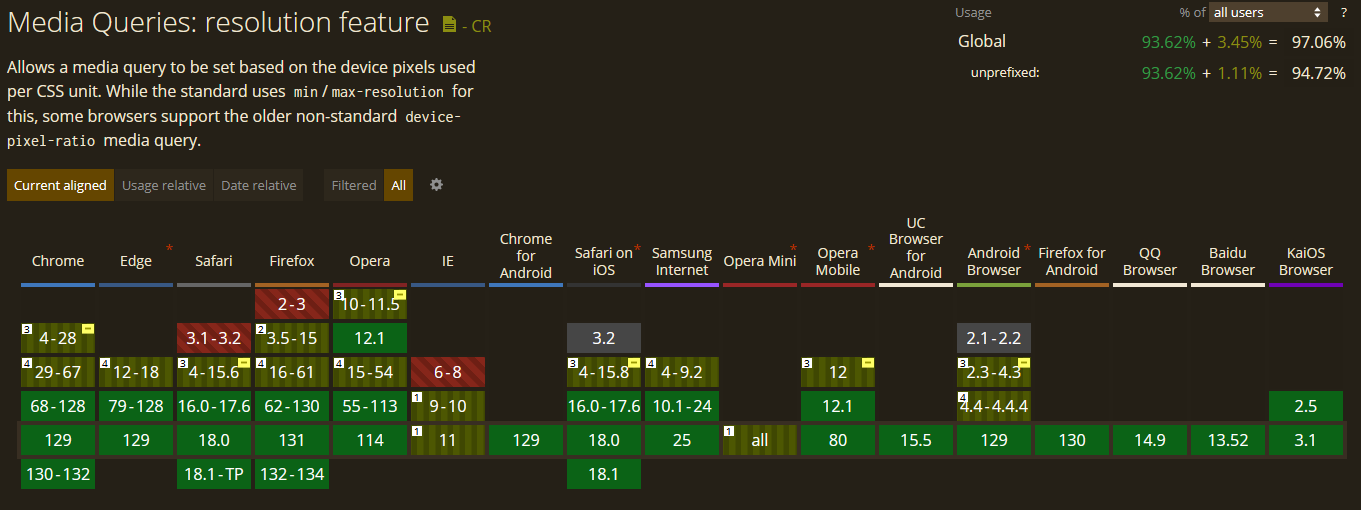 Media Queries: resolution feature - CR
Usage % of all users ?
Global 93.62% + 3.45% = 97.06%
unprefixed: 93.62% + 1.11% = 94.72%
Allows a media query to be set based on the device pixels used
per CSS unit. While the standard uses min / max-resolution for
this, some browsers support the older non-standard device-
pixel-ratio media query.
Current aligned Usage relative Date relative Filtered All
Chrome Edge * Safari Firefox Opera IE Chrome for Android Safari on iOS * Samsung Internet Opera Mini * Opera Mobile * UC Browser for Android Android Browser * Firefox for Android QQ Browser Baidu Browser KaiOS Browser
2-3 3 10-11.5 -
3 4-28 - 3.1-3.2 2 3.5-15 12.1 3.2 2.1-2.2
4 29-67 4 12-18 3 4-15.6 - 4 16-61 4 15-54 6-8 3 4-15.8 - 4 4-9.2 3 12 - 3 2.3-4.3 -
68-128 79-128 16.0-17.6 62-130 55-113 1 9-10 16.0-17.6 10.1-24 12.1 4 4.4-4.4.4 2.5
129 129 18.0 131 114 1 11 129 18.0 25 1 all 80 15.5 129 130 14.9 13.52 3.1
130-132 18.1-TP 132-134 18.1